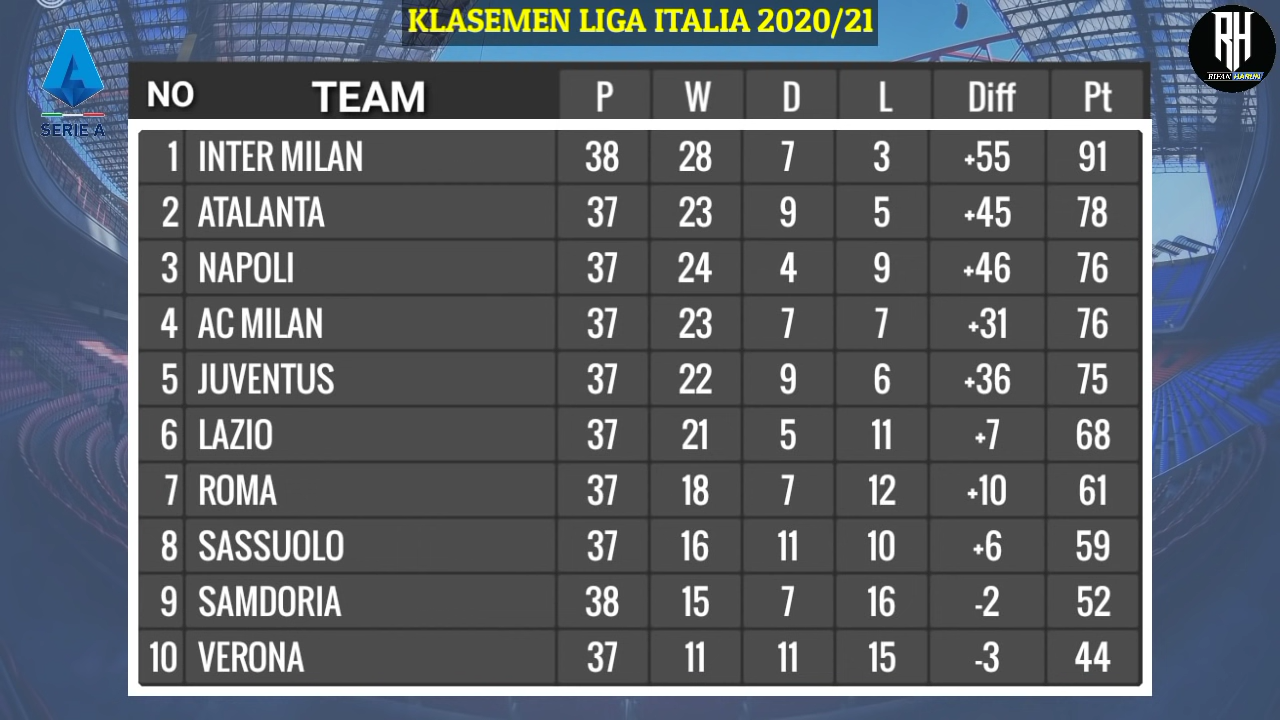 KLASEMEN LIGA ITALIA 2020/21
RH
RIFAN HARUN
SERIE A
NO TEAM P W D L Diff Pt
1 INTER MILAN 38 28 7 3 +55 91
2 ATALANTA 37 23 9 5 +45 78
3 NAPOLI 37 24 4 9 +46 76
4 AC MILAN 37 23 7 7 +31 76
5 JUVENTUS 37 22 9 6 +36 75
6 LAZIO 37 21 5 11 +7 68
7 ROMA 37 18 7 12 +10 61
8 SASSUOLO 37 16 11 10 +6 59
9 SAMDORIA 38 15 7 16 -2 52
10 VERONA 37 11 11 15 -3 44